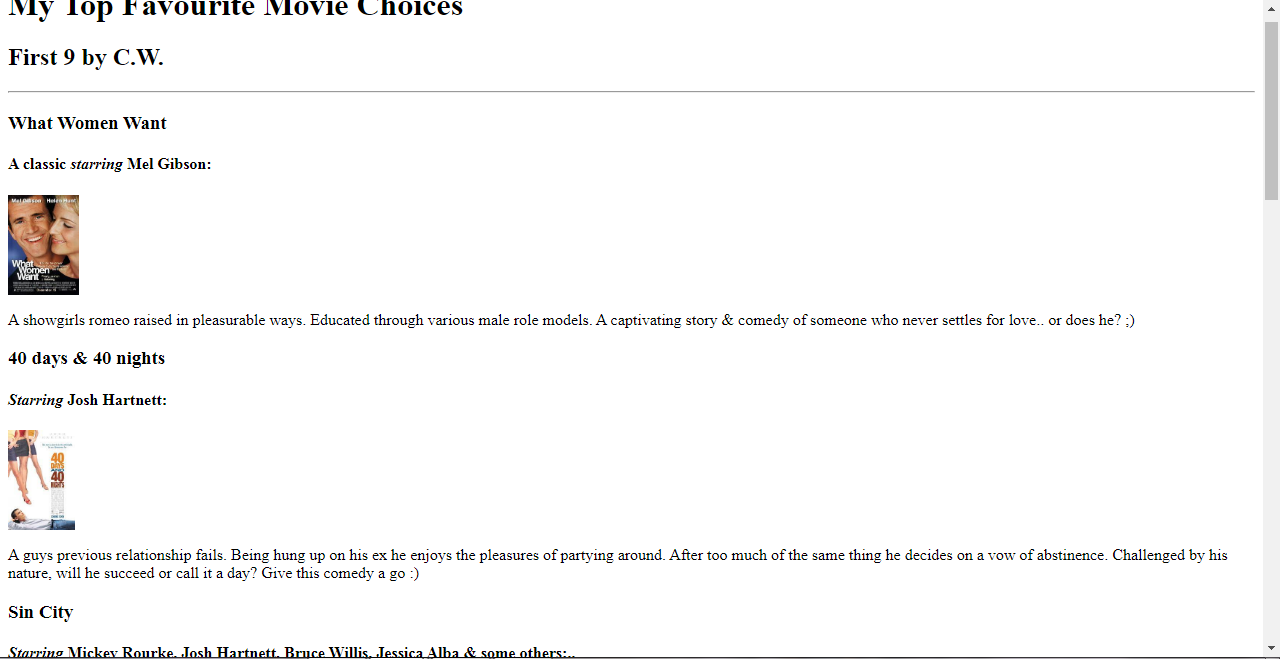 My Top Favourite Movie Choices
First 9 by C.W.
What Women Want
A classic starring Mel Gibson:
Mel Gibson Helen Hunt
What
Women
Want
A showgirls romeo raised in pleasurable ways. Educated through various male role models. A captivating story & comedy of someone who never settles for love.. or does he? ;)
40 days & 40 nights
Starring Josh Hartnett:
40
DAYS
AND
40
NIGHTS
A guys previous relationship fails. Being hung up on his ex he enjoys the pleasures of partying around. After too much of the same thing he decides on a vow of abstinence. Challenged by his
nature, will he succeed or call it a day? Give this comedy a go :)
Sin City
Starring Mickey Rourke, Josh Hartnett, Bruce Willis, Jessica Alba & some others:..